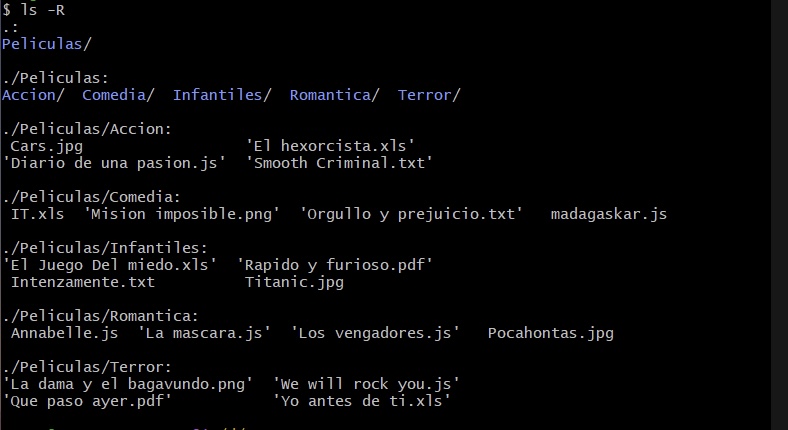 $ ls -R
.:
Peliculas/
./Peliculas:
Accion/  Comedia/  Infantiles/  Romantica/  Terror/
./Peliculas/Accion:
 Cars.jpg                  'El hexorcista.xls'
'Diario de una pasion.js'  'Smooth Criminal.txt'
./Peliculas/Comedia:
 IT.xls  'Mision imposible.png'  'Orgullo y prejuicio.txt'   madagaskar.js
./Peliculas/Infantiles:
'El Juego Del miedo.xls'  'Rapido y furioso.pdf'
 Intenzamente.txt          Titanic.jpg
./Peliculas/Romantica:
 Annabelle.js  'La mascara.js'  'Los vengadores.js'   Pocahontas.jpg
./Peliculas/Terror:
'La dama y el bagavundo.png'  'We will rock you.js'
'Que paso ayer.pdf'           'Yo antes de ti.xls'